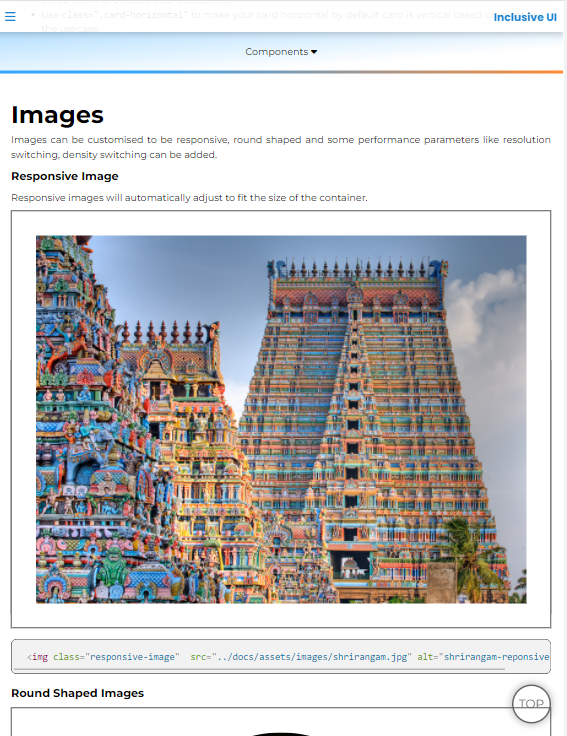 Use class=".card-horizontal" to make your card horizontal by default card is vertical based
the usecase.
Inclusive UI
Components
Images
Images can be customised to be responsive, round shaped and some performance parameters like resolution
switching, density switching can be added.
Responsive Image
Responsive images will automatically adjust to fit the size of the container.
<img class="responsive-image" src="../docs/assets/images/shrirangam.jpg" alt="shrirangam-reponsive
Round Shaped Images
TOP